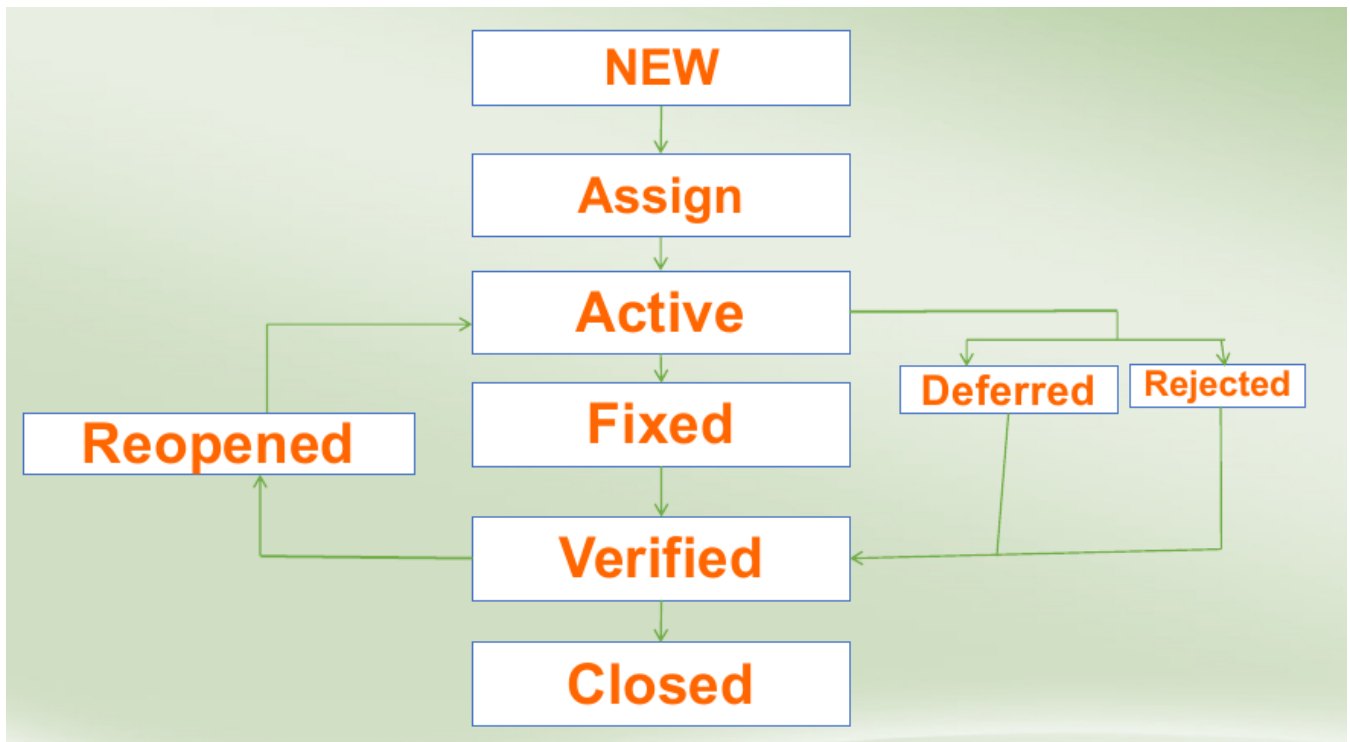 NEW
Assign
Active
Deferred
Rejected
Fixed
Reopened
Verified
Closed